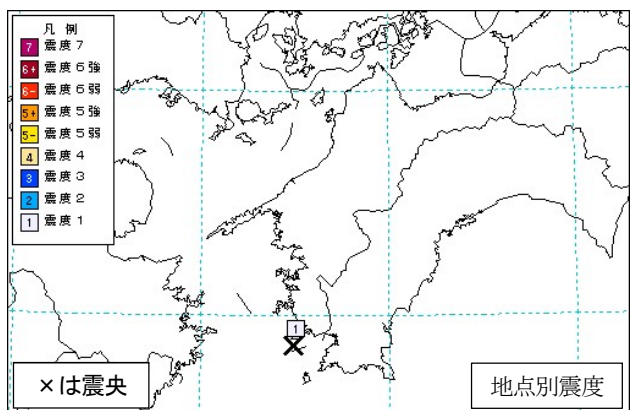 凡例
7 震度7
6+ 震度6強
6- 震度6弱
5+ 震度5強
5- 震度5弱
4 震度4
3 震度3
2 震度2
1 震度1
1
×は震央
地点別震度